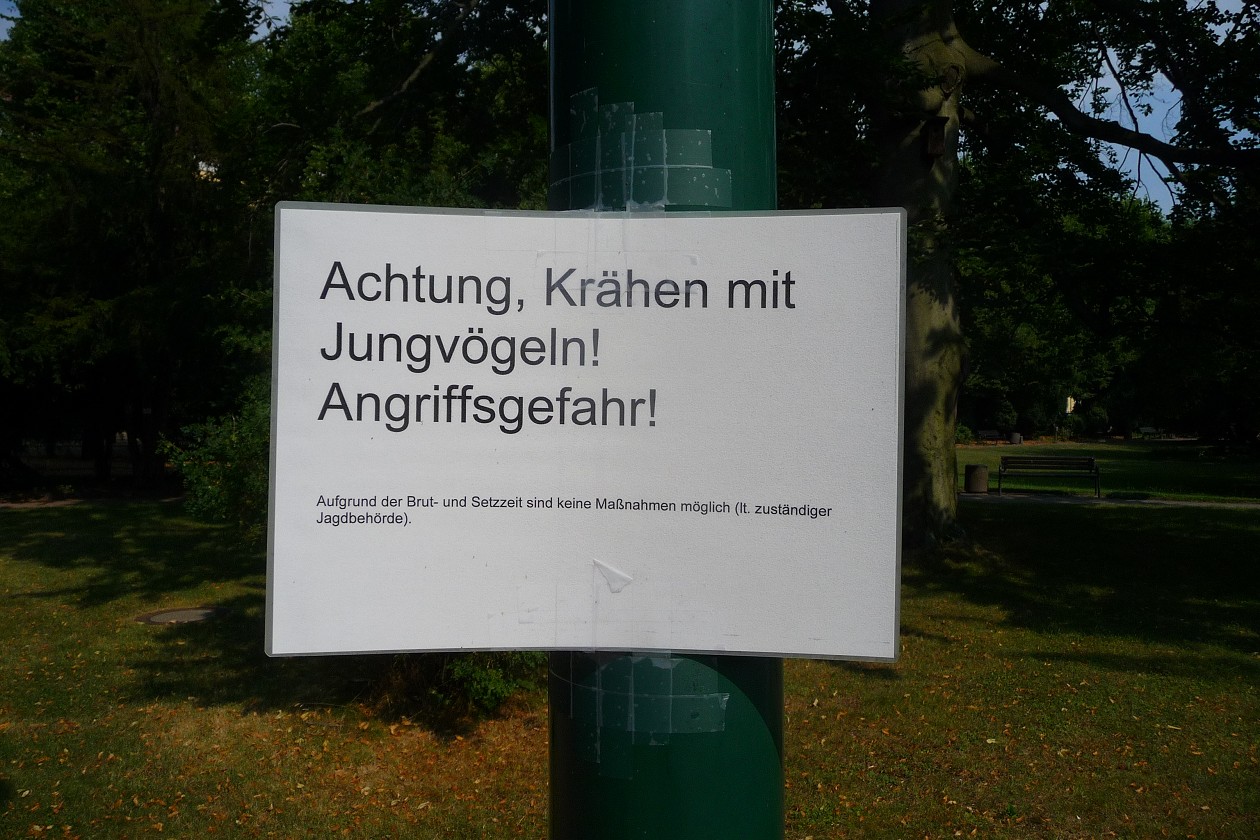 Achtung, Krähen mit
Jungvögeln!
Angriffsgefahr!
Aufgrund der Brut- und Setzzeit sind keine Maßnahmen möglich (lt. zuständiger
Jagdbehörde).